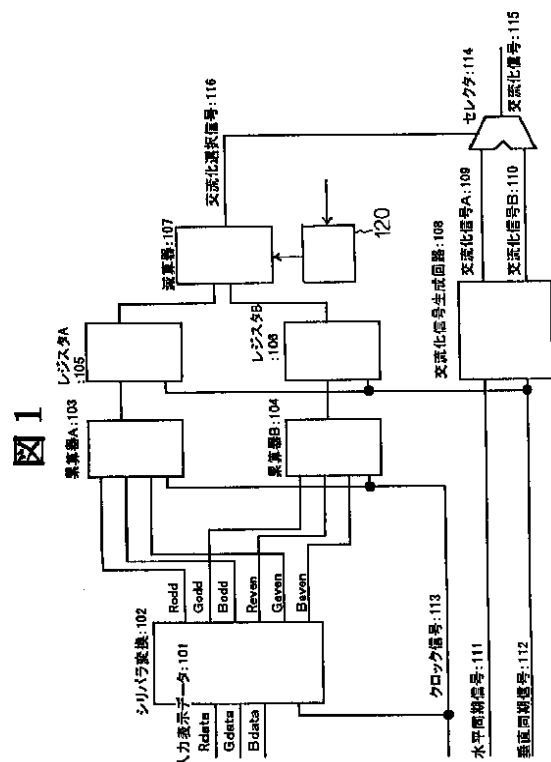 図1
入力表示データ:101
Rdata
Gdata
Bdata
シリパラ変換:102
Rodd
Godd
Bodd
Reven
Geven
Beven
累算器A:103
累算器B:104
レジスタA
:105
レジスタB
:106
減算器:107
120
交流化選択信号:116
交流化信号生成回路:108
交流化信号A:109
交流化信号B:110
セレクタ:114
交流化信号:115
クロック信号:113
水平同期信号:111
垂直同期信号:112